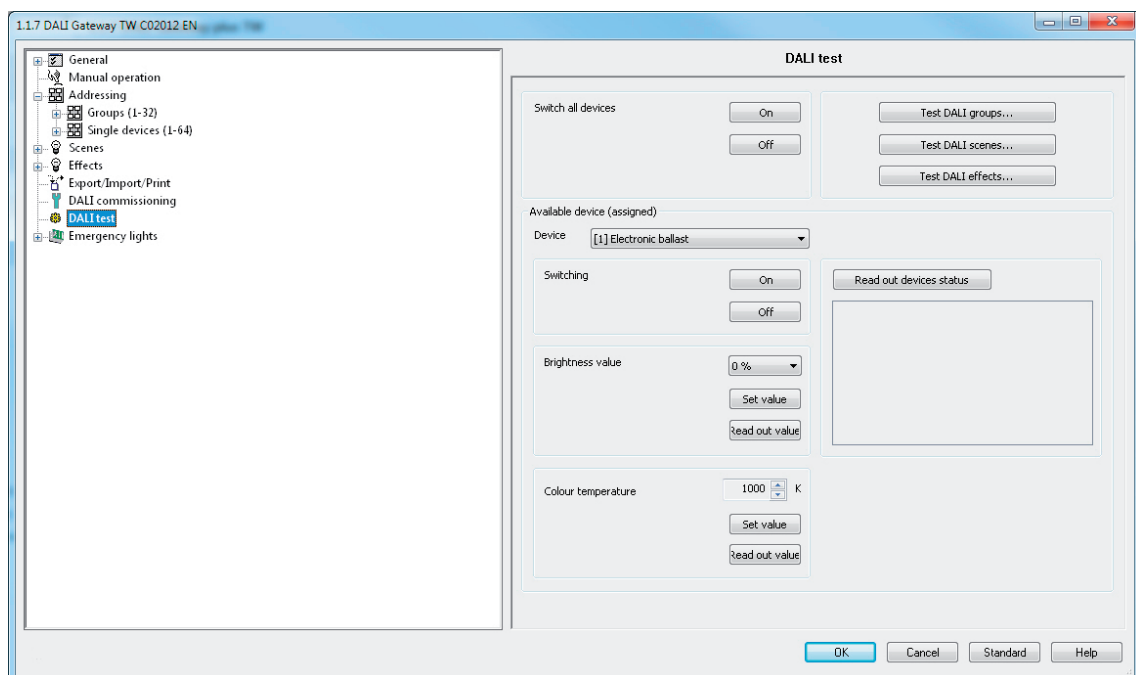 1.1.7 DALI Gateway TW C02012 EN
General
Manual operation
Addressing
Groups (1-32)
Single devices (1-64)
Scenes
Effects
Export/Import/Print
DALI commissioning
DALI test
Emergency lights
DALI test
Switch all devices
On
Off
Test DALI groups...
Test DALI scenes...
Test DALI effects...
Available device (assigned)
Device [1] Electronic ballast
Switching
On
Off
Read out devices status
Brightness value
0 %
Set value
Read out value
Colour temperature
1000 K
Set value
Read out value
OK Cancel Standard Help